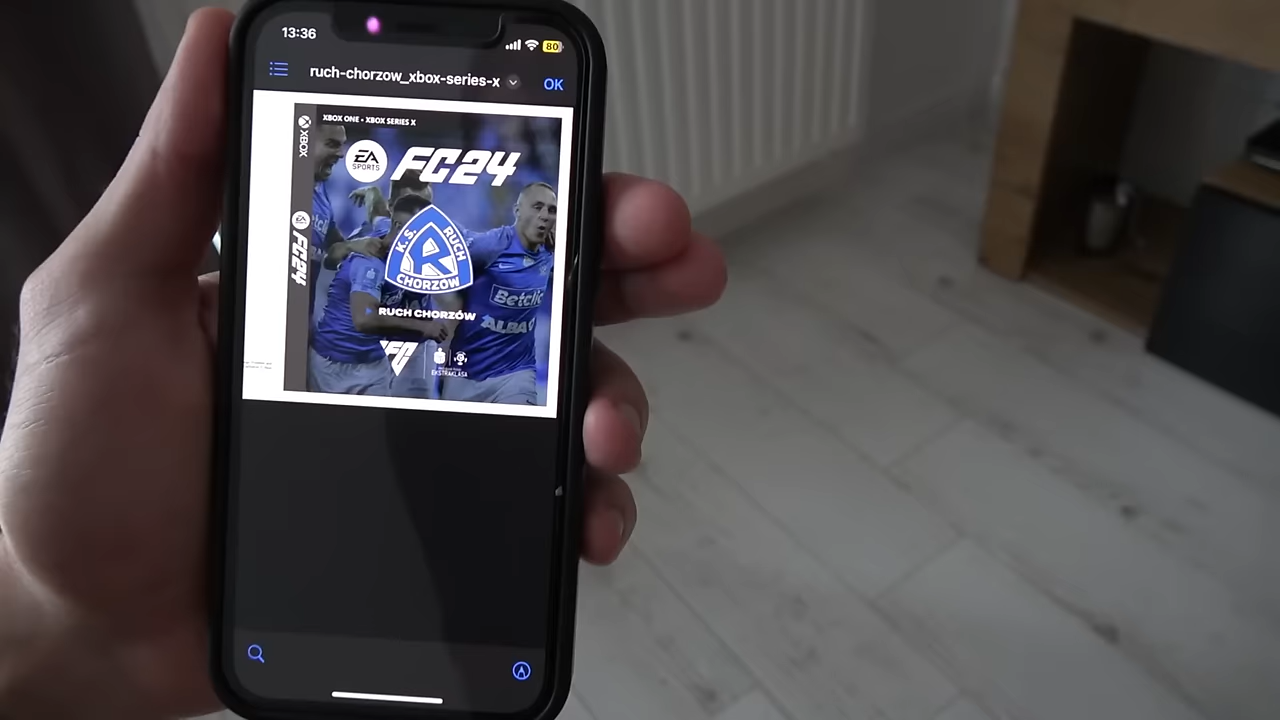 13:36
80
ruch-chorzow_xbox-series-x
OK
XBOX ONE • XBOX SERIES X
XBOX
EA SPORTS FC24
FC24
K.S. RUCH
CHORZÓW
Betclic
ALBA
RUCH CHORZÓW
FC
EKSTRAKLASA